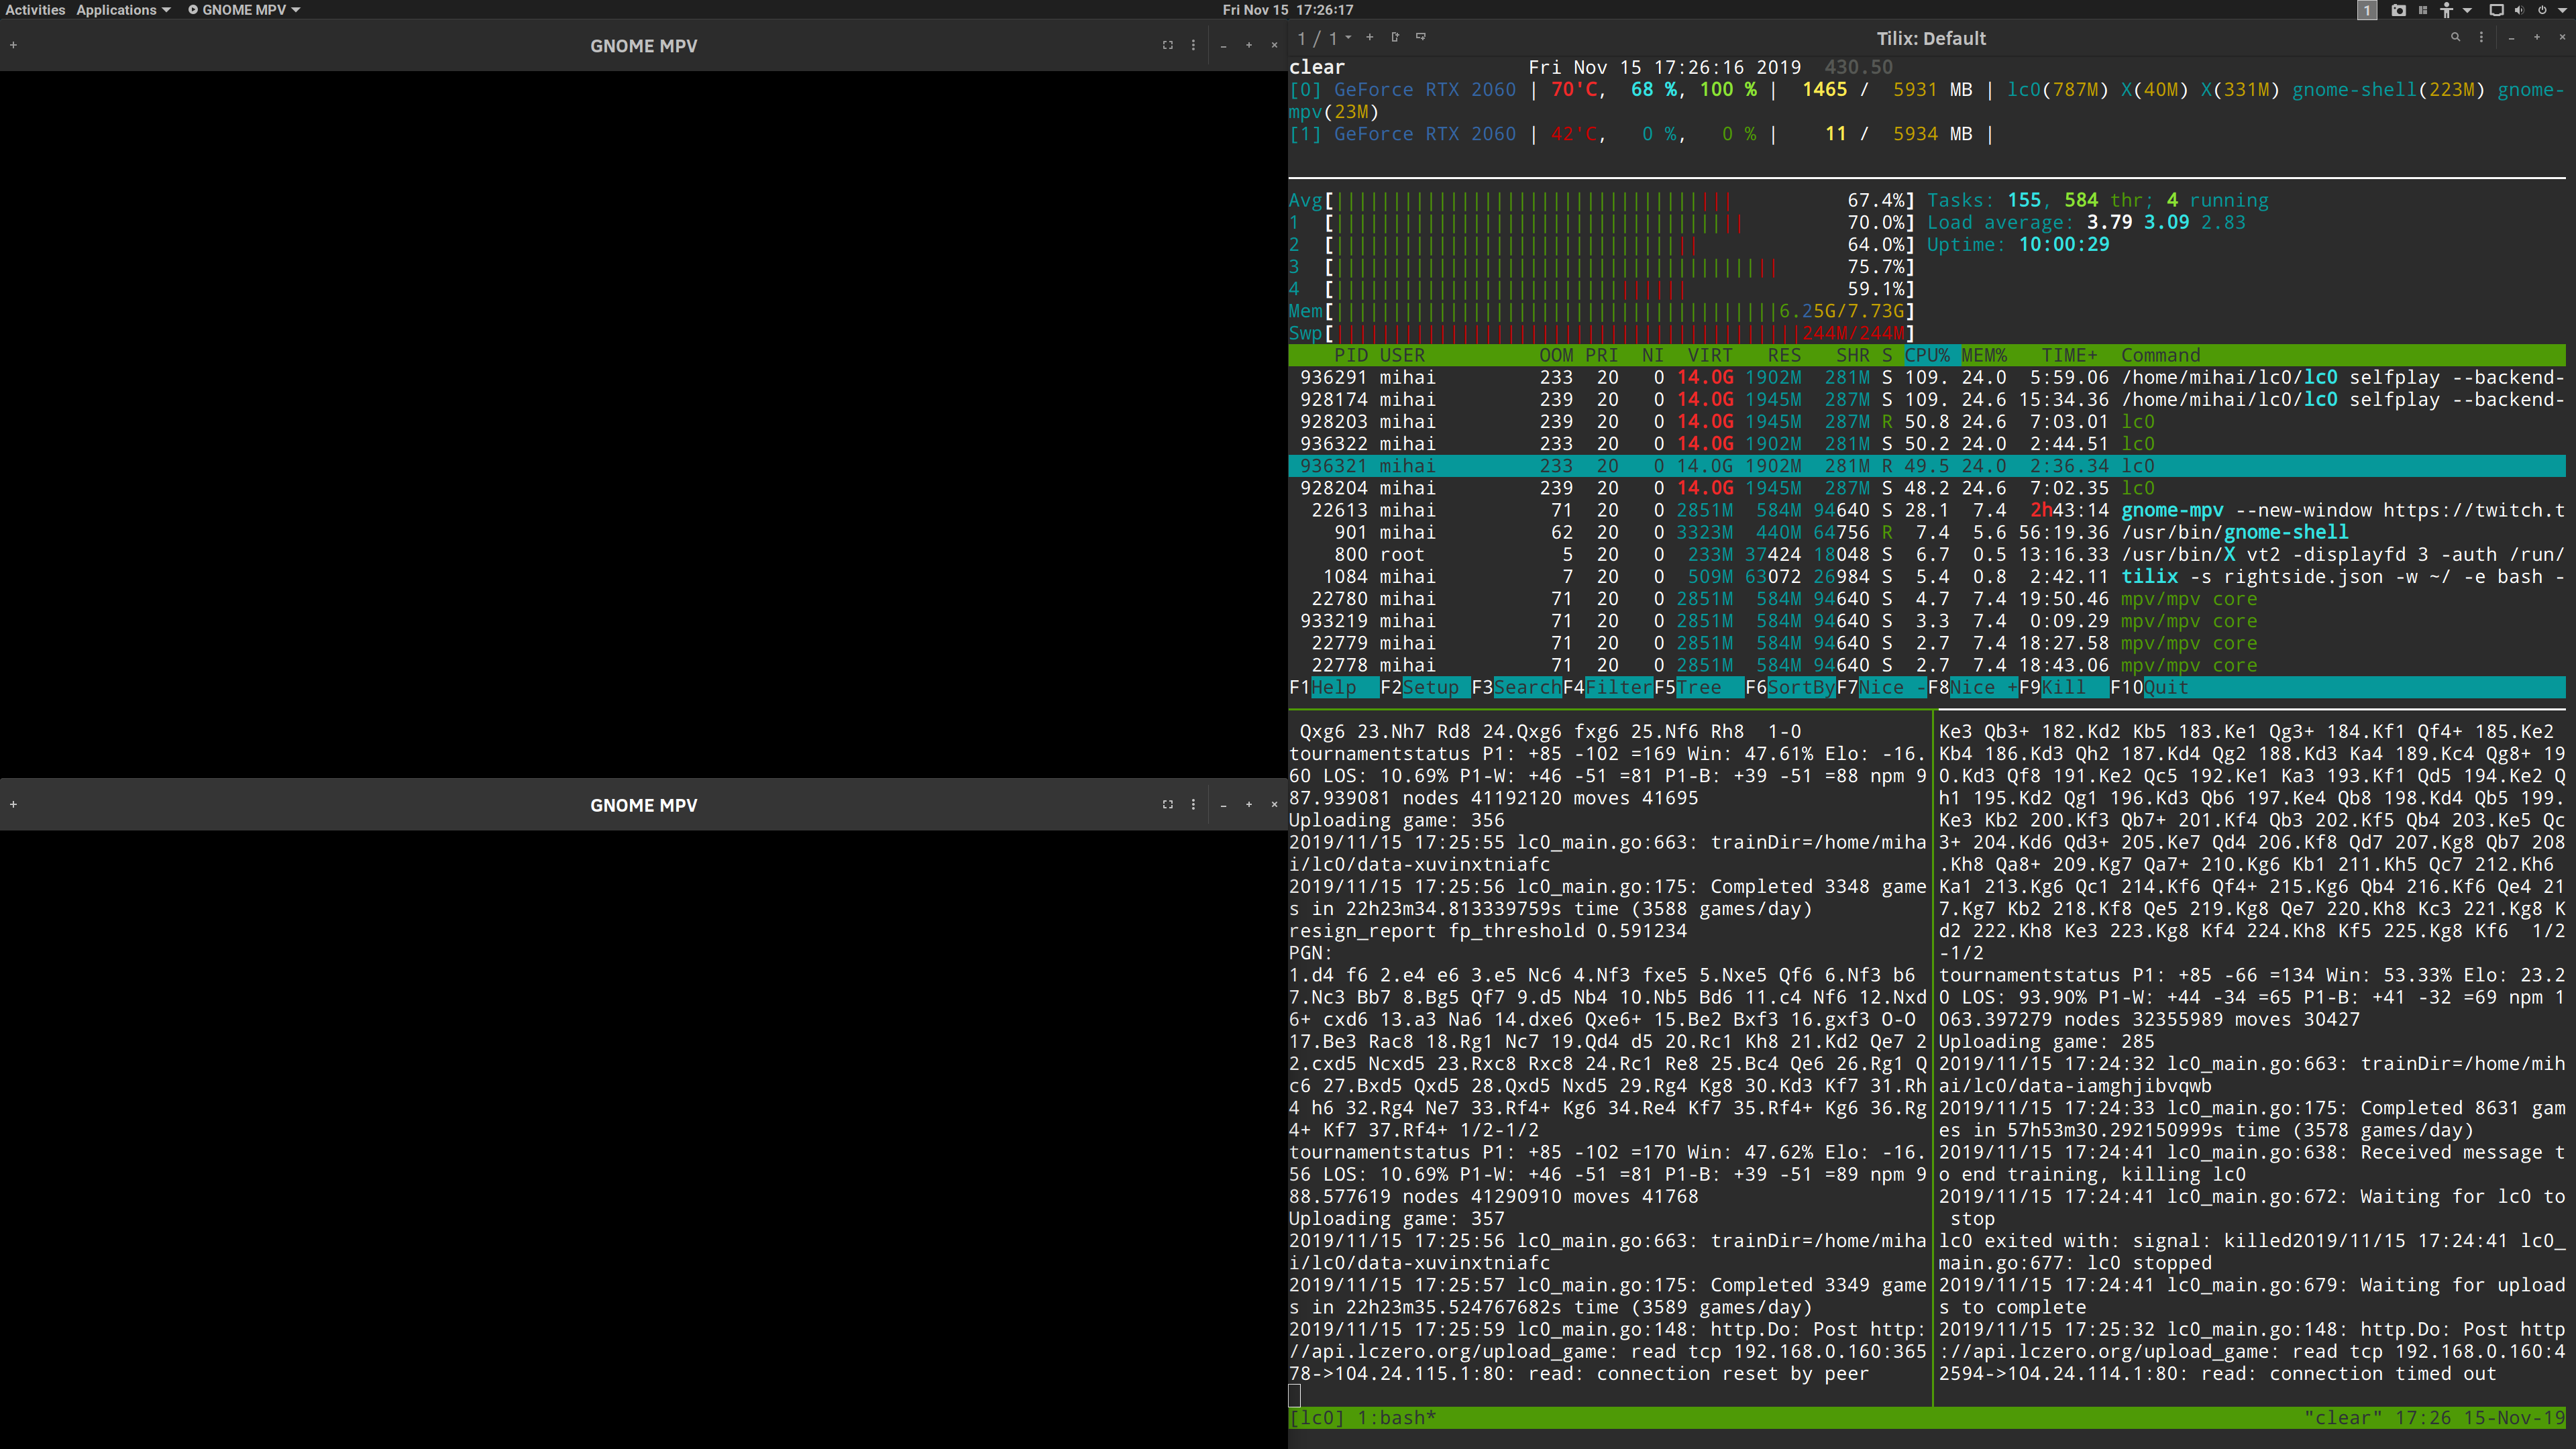 Activities Applications GNOME MPV Fri Nov 15 17:26:17 1
GNOME MPV
GNOME MPV
1 / 1 Tilix: Default
clear Fri Nov 15 17:26:16 2019 430.50
[0] GeForce RTX 2060 | 70'C, 68 %, 100 % | 1465 / 5931 MB | lc0(787M) X(40M) X(331M) gnome-shell(223M) gnome-
mpv(23M)
[1] GeForce RTX 2060 | 42'C, 0 %, 0 % | 11 / 5934 MB |
Avg[ 67.4%] Tasks: 155, 584 thr; 4 running
1 [ 70.0%] Load average: 3.79 3.09 2.83
2 [ 64.0%] Uptime: 10:00:29
3 [ 75.7%]
4 [ 59.1%]
Mem[ 6.25G/7.73G]
Swp[ 244M/244M]
PID USER OOM PRI NI VIRT RES SHR S CPU% MEM% TIME+ Command
936291 mihai 233 20 0 14.0G 1902M 281M S 109. 24.0 5:59.06 /home/mihai/lc0/lc0 selfplay --backend-
928174 mihai 239 20 0 14.0G 1945M 287M S 109. 24.6 15:34.36 /home/mihai/lc0/lc0 selfplay --backend-
928203 mihai 239 20 0 14.0G 1945M 287M R 50.8 24.6 7:03.01 lc0
936322 mihai 233 20 0 14.0G 1902M 281M S 50.2 24.0 2:44.51 lc0
936321 mihai 233 20 0 14.0G 1902M 281M R 49.5 24.0 2:36.34 lc0
928204 mihai 239 20 0 14.0G 1945M 287M S 48.2 24.6 7:02.35 lc0
22613 mihai 71 20 0 2851M 584M 94640 S 28.1 7.4 2h43:14 gnome-mpv --new-window https://twitch.t
901 mihai 62 20 0 3323M 440M 64756 R 7.4 5.6 56:19.36 /usr/bin/gnome-shell
800 root 5 20 0 233M 37424 18048 S 6.7 0.5 13:16.33 /usr/bin/X vt2 -displayfd 3 -auth /run/
1084 mihai 7 20 0 509M 63072 26984 S 5.4 0.8 2:42.11 tilix -s rightside.json -w ~/ -e bash -
22780 mihai 71 20 0 2851M 584M 94640 S 4.7 7.4 19:50.46 mpv/mpv core
933219 mihai 71 20 0 2851M 584M 94640 S 3.3 7.4 0:09.29 mpv/mpv core
22779 mihai 71 20 0 2851M 584M 94640 S 2.7 7.4 18:27.58 mpv/mpv core
22778 mihai 71 20 0 2851M 584M 94640 S 2.7 7.4 18:43.06 mpv/mpv core
F1Help F2Setup F3SearchF4FilterF5Tree F6SortByF7Nice -F8Nice +F9Kill F10Quit
Qxg6 23.Nh7 Rd8 24.Qxg6 fxg6 25.Nf6 Rh8 1-0
tournamentstatus P1: +85 -102 =169 Win: 47.61% Elo: -16.
60 LOS: 10.69% P1-W: +46 -51 =81 P1-B: +39 -51 =88 npm 9
87.939081 nodes 41192120 moves 41695
Uploading game: 356
2019/11/15 17:25:55 lc0_main.go:663: trainDir=/home/miha
i/lc0/data-xuvinxtniafc
2019/11/15 17:25:56 lc0_main.go:175: Completed 3348 game
s in 22h23m34.813339759s time (3588 games/day)
resign_report fp_threshold 0.591234
PGN:
1.d4 f6 2.e4 e6 3.e5 Nc6 4.Nf3 fxe5 5.Nxe5 Qf6 6.Nf3 b6
7.Nc3 Bb7 8.Bg5 Qf7 9.d5 Nb4 10.Nb5 Bd6 11.c4 Nf6 12.Nxd
6+ cxd6 13.a3 Na6 14.dxe6 Qxe6+ 15.Be2 Bxf3 16.gxf3 O-O
17.Be3 Rac8 18.Rg1 Nc7 19.Qd4 d5 20.Rc1 Kh8 21.Kd2 Qe7 2
2.cxd5 Ncxd5 23.Rxc8 Rxc8 24.Rc1 Re8 25.Bc4 Qe6 26.Rg1 Q
c6 27.Bxd5 Qxd5 28.Qxd5 Nxd5 29.Rg4 Kg8 30.Kd3 Kf7 31.Rh
4 h6 32.Rg4 Ne7 33.Rf4+ Kg6 34.Re4 Kf7 35.Rf4+ Kg6 36.Rg
4+ Kf7 37.Rf4+ 1/2-1/2
tournamentstatus P1: +85 -102 =170 Win: 47.62% Elo: -16.
56 LOS: 10.69% P1-W: +46 -51 =81 P1-B: +39 -51 =89 npm 9
88.577619 nodes 41290910 moves 41768
Uploading game: 357
2019/11/15 17:25:56 lc0_main.go:663: trainDir=/home/miha
i/lc0/data-xuvinxtniafc
2019/11/15 17:25:57 lc0_main.go:175: Completed 3349 game
s in 22h23m35.524767682s time (3589 games/day)
2019/11/15 17:25:59 lc0_main.go:148: http.Do: Post http:
//api.lczero.org/upload_game: read tcp 192.168.0.160:365
78->104.24.115.1:80: read: connection reset by peer
Ke3 Qb3+ 182.Kd2 Kb5 183.Ke1 Qg3+ 184.Kf1 Qf4+ 185.Ke2
Kb4 186.Kd3 Qh2 187.Kd4 Qg2 188.Kd3 Ka4 189.Kc4 Qg8+ 19
0.Kd3 Qf8 191.Ke2 Qc5 192.Ke1 Ka3 193.Kf1 Qd5 194.Ke2 Q
h1 195.Kd2 Qg1 196.Kd3 Qb6 197.Ke4 Qb8 198.Kd4 Qb5 199.
Ke3 Kb2 200.Kf3 Qb7+ 201.Kf4 Qb3 202.Kf5 Qb4 203.Ke5 Qc
3+ 204.Kd6 Qd3+ 205.Ke7 Qd4 206.Kf8 Qd7 207.Kg8 Qb7 208
.Kh8 Qa8+ 209.Kg7 Qa7+ 210.Kg6 Kb1 211.Kh5 Qc7 212.Kh6
Ka1 213.Kg6 Qc1 214.Kf6 Qf4+ 215.Kg6 Qb4 216.Kf6 Qe4 21
7.Kg7 Kb2 218.Kf8 Qe5 219.Kg8 Qe7 220.Kh8 Kc3 221.Kg8 K
d2 222.Kh8 Ke3 223.Kg8 Kf4 224.Kh8 Kf5 225.Kg8 Kf6 1/2
-1/2
tournamentstatus P1: +85 -66 =134 Win: 53.33% Elo: 23.2
0 LOS: 93.90% P1-W: +44 -34 =65 P1-B: +41 -32 =69 npm 1
063.397279 nodes 32355989 moves 30427
Uploading game: 285
2019/11/15 17:24:32 lc0_main.go:663: trainDir=/home/mih
ai/lc0/data-iamghjibvqwb
2019/11/15 17:24:33 lc0_main.go:175: Completed 8631 gam
es in 57h53m30.292150999s time (3578 games/day)
2019/11/15 17:24:41 lc0_main.go:638: Received message t
o end training, killing lc0
2019/11/15 17:24:41 lc0_main.go:672: Waiting for lc0 to
stop
lc0 exited with: signal: killed2019/11/15 17:24:41 lc0_
main.go:677: lc0 stopped
2019/11/15 17:24:41 lc0_main.go:679: Waiting for upload
s to complete
2019/11/15 17:25:32 lc0_main.go:148: http.Do: Post http
://api.lczero.org/upload_game: read tcp 192.168.0.160:4
2594->104.24.114.1:80: read: connection timed out
[lc0] 1:bash* "clear" 17:26 15-Nov-19